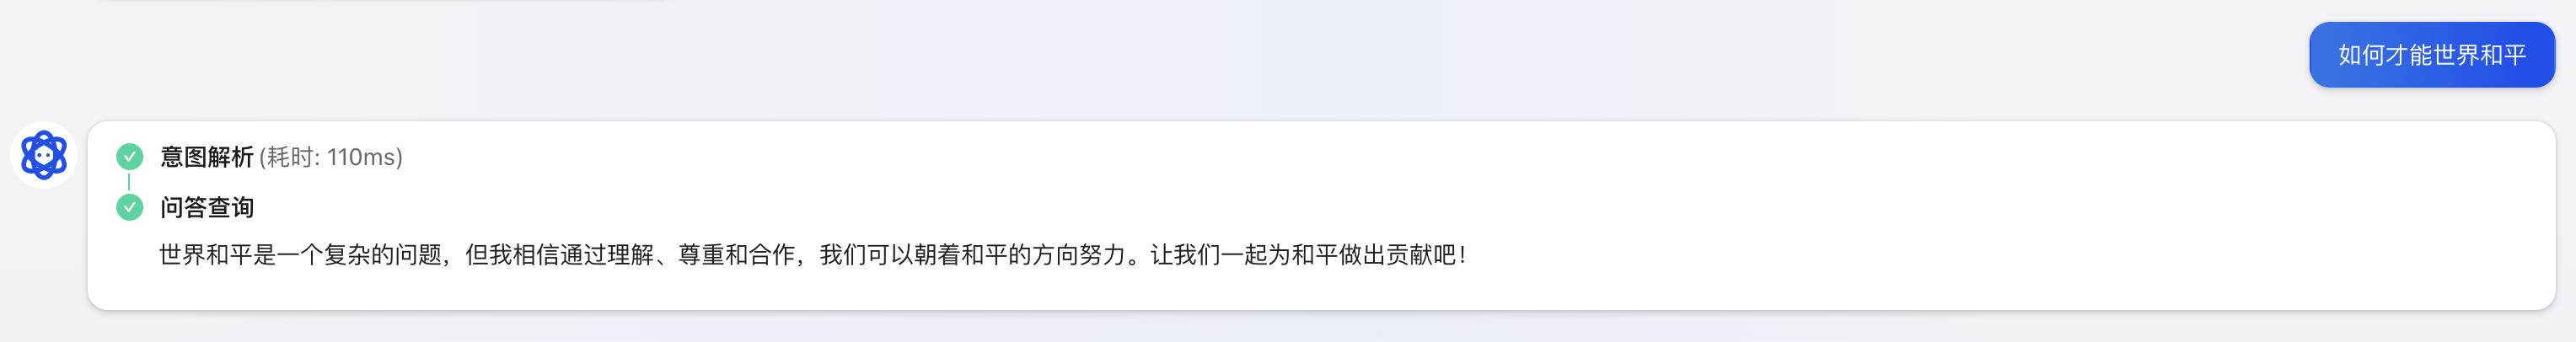 如何才能世界和平
意图解析(耗时: 110ms)
问答查询
世界和平是一个复杂的问题，但我相信通过理解、尊重和合作，我们可以朝着和平的方向努力。让我们一起为和平做出贡献吧！